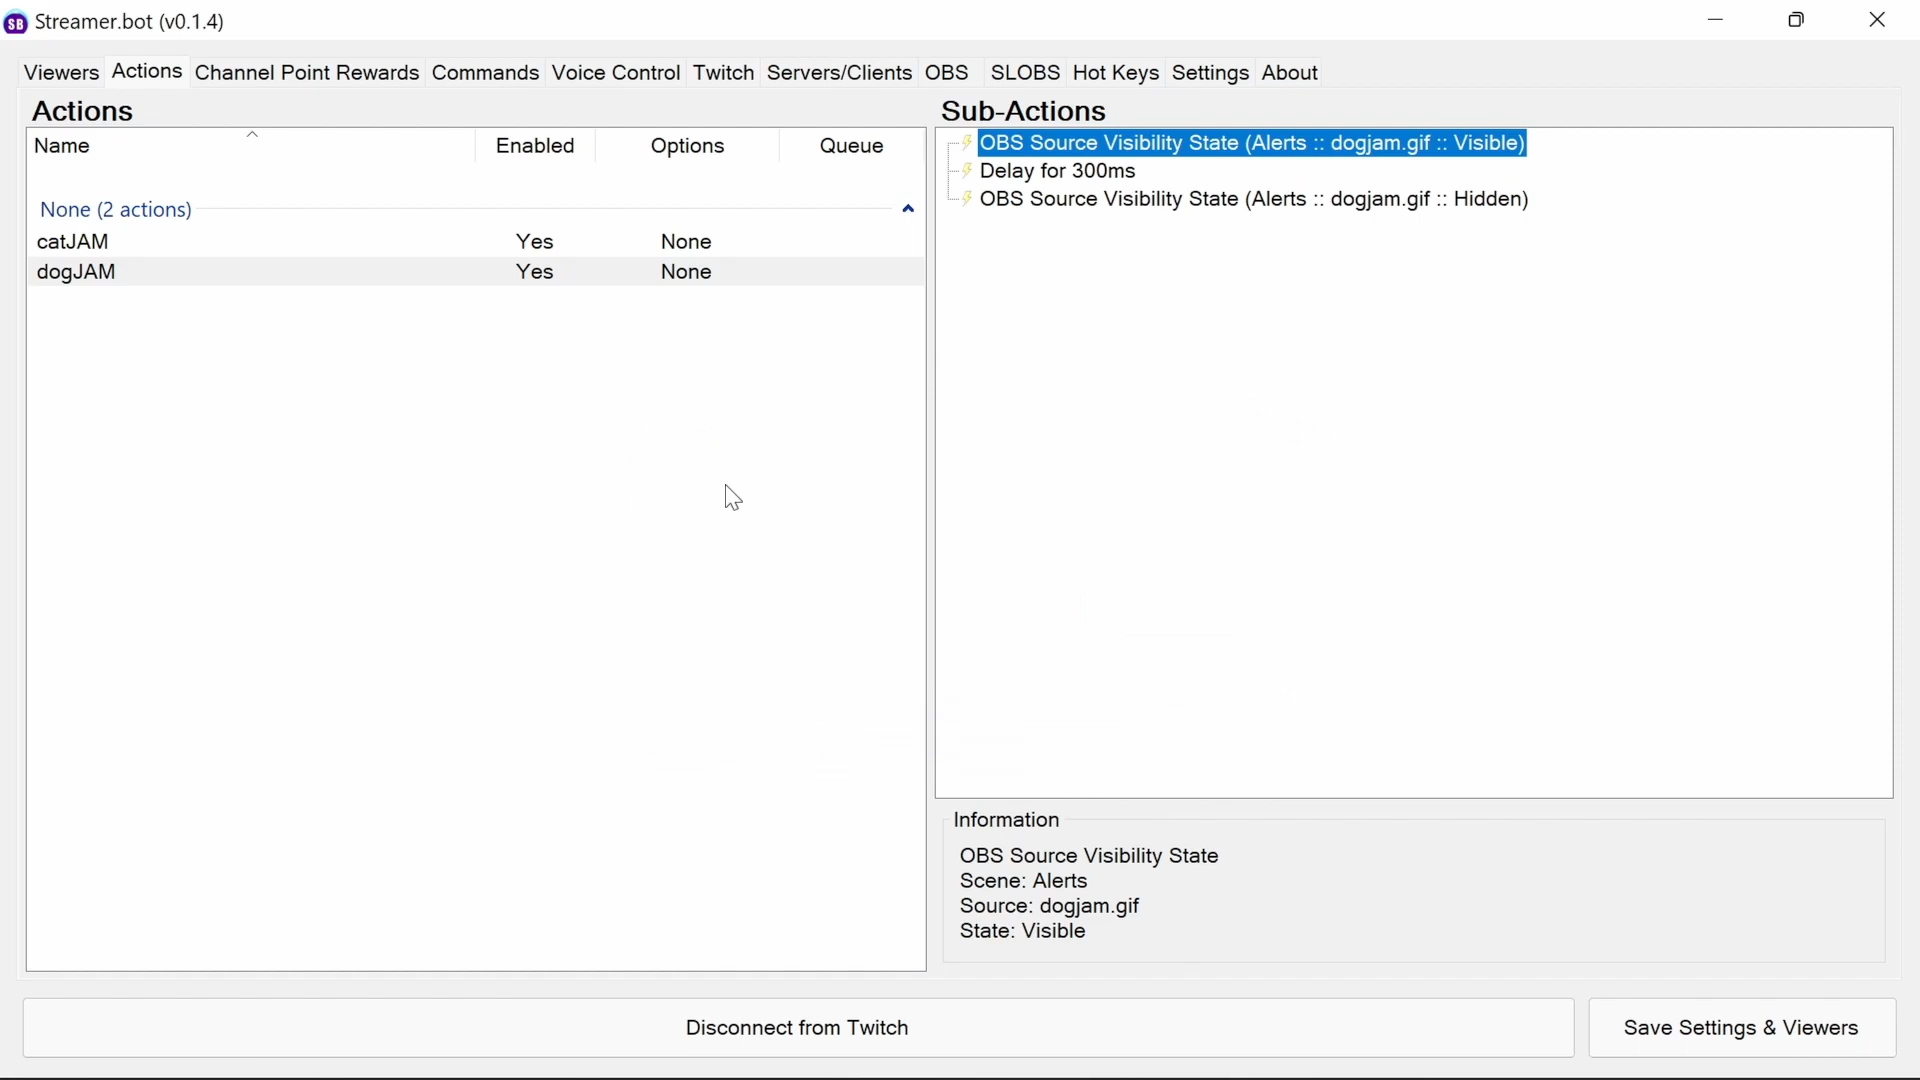 SB Streamer.bot (v0.1.4)
Viewers Actions Channel Point Rewards Commands Voice Control Twitch Servers/Clients OBS SLOBS Hot Keys Settings About
Actions
Name Enabled Options Queue
None (2 actions)
catJAM Yes None
dogJAM Yes None
Sub-Actions
OBS Source Visibility State (Alerts :: dogjam.gif :: Visible)
Delay for 300ms
OBS Source Visibility State (Alerts :: dogjam.gif :: Hidden)
Information
OBS Source Visibility State
Scene: Alerts
Source: dogjam.gif
State: Visible
Disconnect from Twitch
Save Settings & Viewers